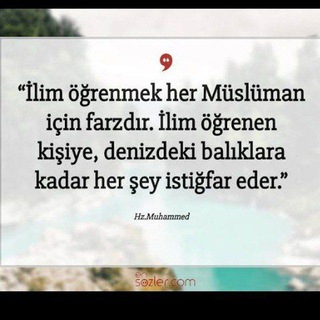 “İlim öğrenmek her Müslüman
için farzdır. İlim öğrenen
kişiye, denizdeki balıklara
kadar her şey istiğfar eder.”
Hz.Muhammed
sözler.com